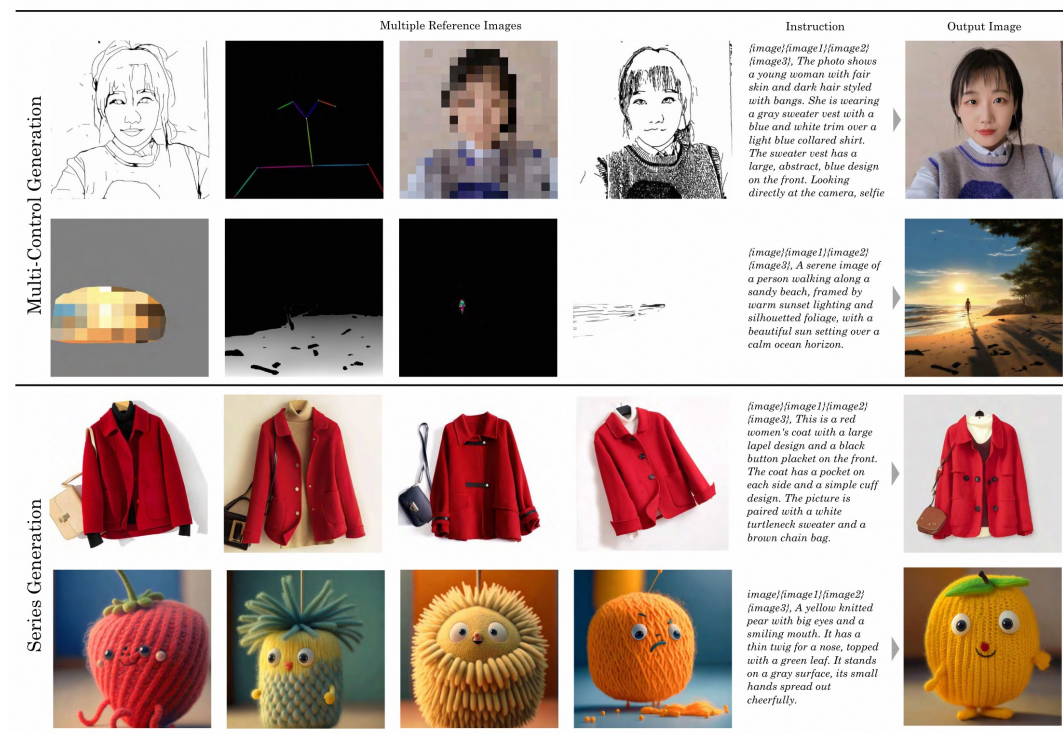 Multiple Reference Images
Instruction
Output Image
Multi-Control Generation
{image}{image1}{image2}
{image3}, The photo shows
a young woman with fair
skin and dark hair styled
with bangs. She is wearing
a gray sweater vest with a
blue and white trim over a
light blue collared shirt.
The sweater vest has a
large, abstract, blue design
on the front. Looking
directly at the camera, selfie
{image}{image1}{image2}
{image3}, A serene image of
a person walking along a
sandy beach, framed by
warm sunset lighting and
silhouetted foliage, with a
beautiful sun setting over a
calm ocean horizon.
Series Generation
{image}{image1}{image2}
{image3}, This is a red
women's coat with a large
lapel design and a black
button placket on the front.
The coat has a pocket on
each side and a simple cuff
design. The picture is
paired with a white
turtleneck sweater and a
brown chain bag.
image}{image1}{image2}
{image3}, A yellow knitted
pear with big eyes and a
smiling mouth. It has a
thin twig for a nose, topped
with a green leaf. It stands
on a gray surface, its small
hands spread out
cheerfully.